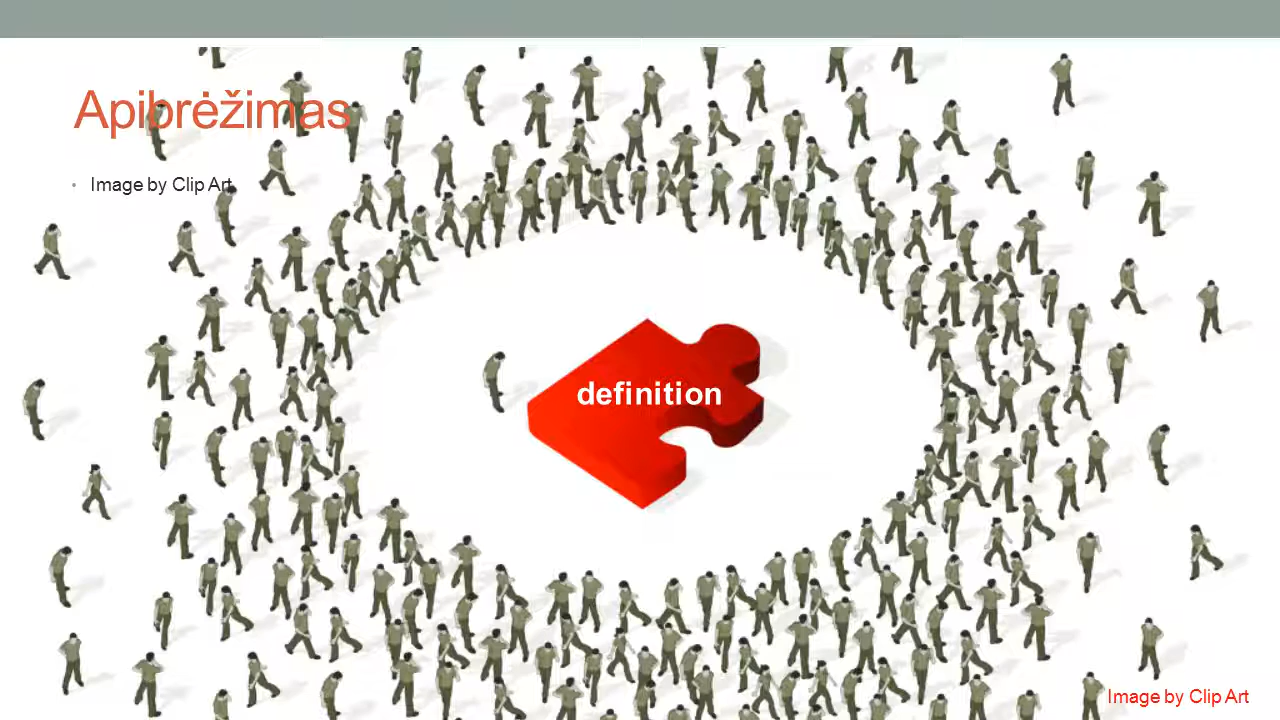 Apibrėžimas
• Image by Clip Art
definition
Image by Clip Art